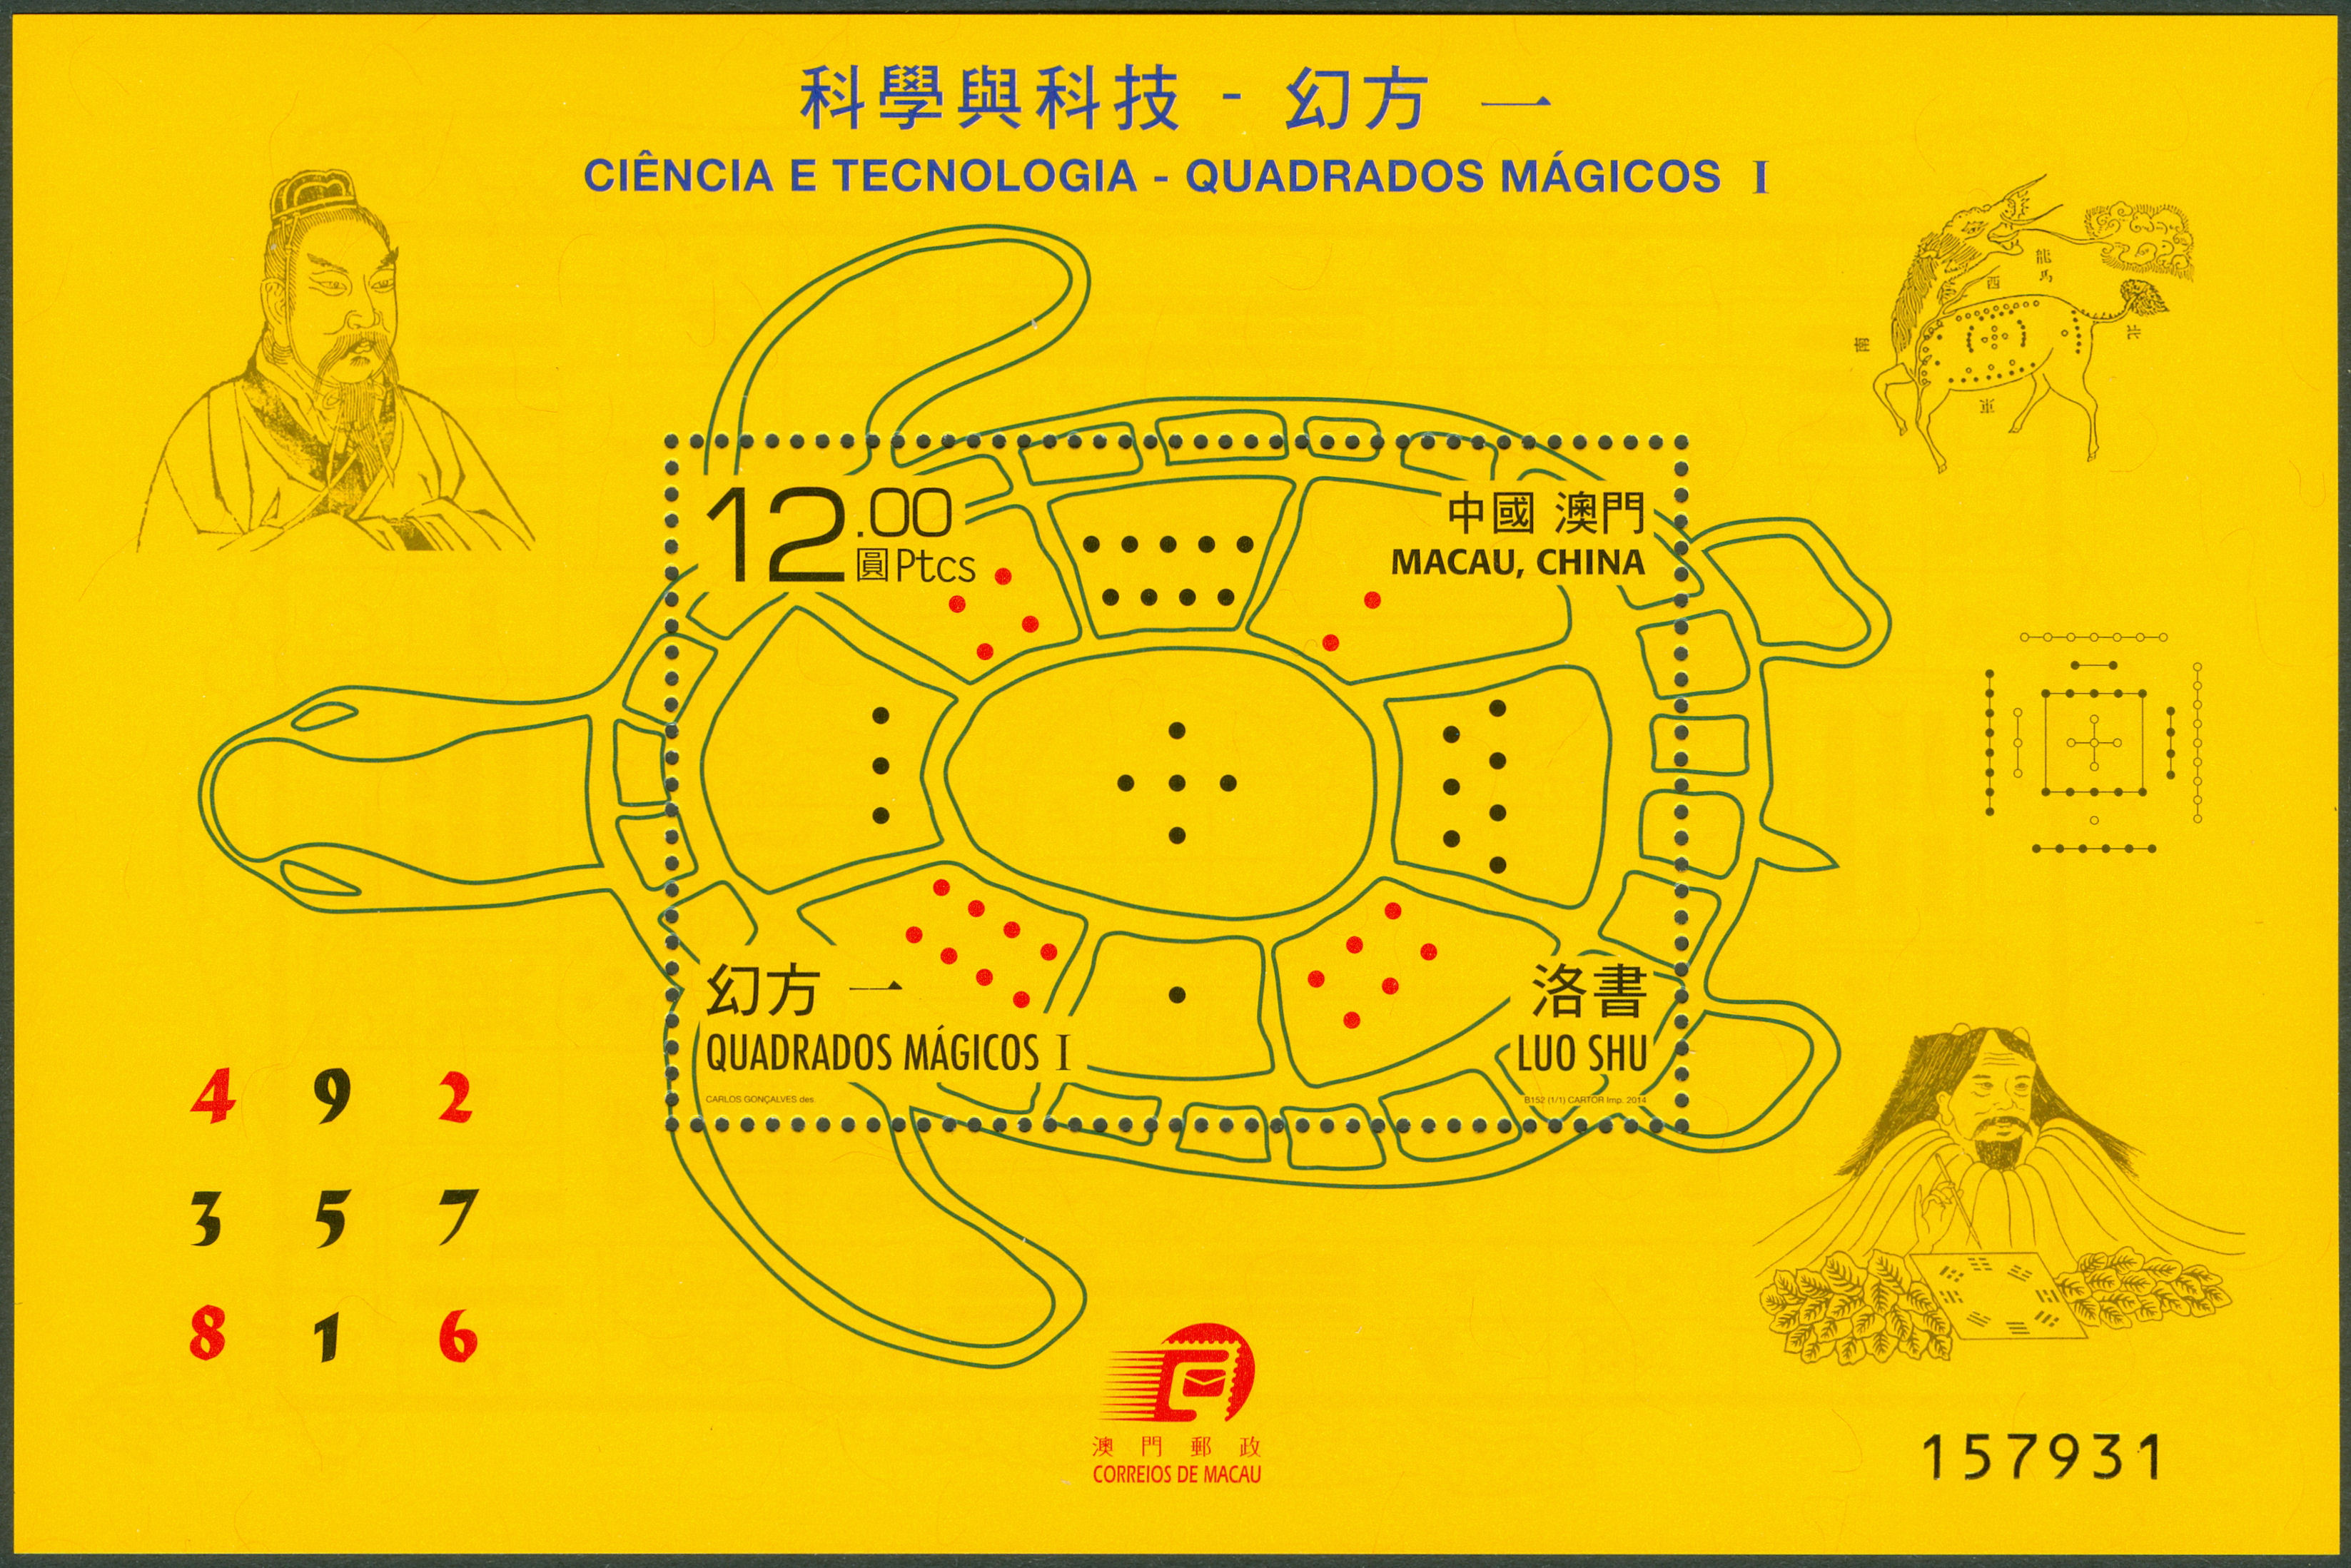 科學與科技 - 幻方 一
CIÊNCIA E TECNOLOGIA - QUADRADOS MÁGICOS I
龍馬
西
南
北
東
12.00
圓 Ptcs
中國 澳門
MACAU, CHINA
幻方 一
QUADRADOS MÁGICOS I
洛書
LUO SHU
CARLOS GONÇALVES des.
B152 (1/1) CARTOR Imp. 2014
4 9 2
3 5 7
8 1 6
澳門郵政
CORREIOS DE MACAU
157931